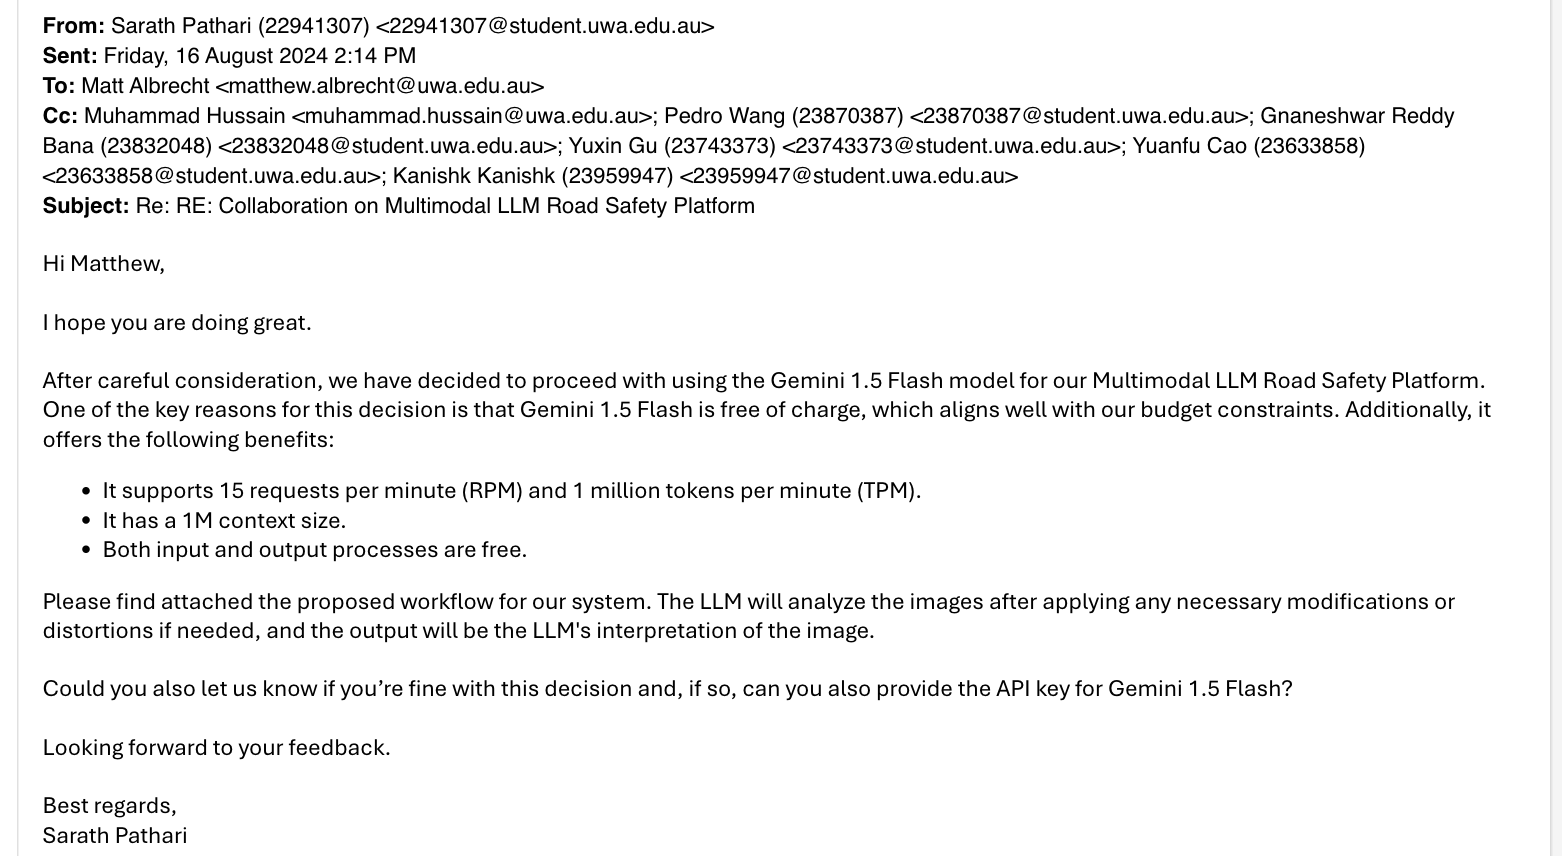 From: Sarath Pathari (22941307) <22941307@student.uwa.edu.au>
Sent: Friday, 16 August 2024 2:14 PM
To: Matt Albrecht <matthew.albrecht@uwa.edu.au>
Cc: Muhammad Hussain <muhammad.hussain@uwa.edu.au>; Pedro Wang (23870387) <23870387@student.uwa.edu.au>; Gnaneshwar Reddy
Bana (23832048) <23832048@student.uwa.edu.au>; Yuxin Gu (23743373) <23743373@student.uwa.edu.au>; Yuanfu Cao (23633858)
<23633858@student.uwa.edu.au>; Kanishk Kanishk (23959947) <23959947@student.uwa.edu.au>
Subject: Re: RE: Collaboration on Multimodal LLM Road Safety Platform
Hi Matthew,
I hope you are doing great.
After careful consideration, we have decided to proceed with using the Gemini 1.5 Flash model for our Multimodal LLM Road Safety Platform.
One of the key reasons for this decision is that Gemini 1.5 Flash is free of charge, which aligns well with our budget constraints. Additionally, it
offers the following benefits:
• It supports 15 requests per minute (RPM) and 1 million tokens per minute (TPM).
• It has a 1M context size.
• Both input and output processes are free.
Please find attached the proposed workflow for our system. The LLM will analyze the images after applying any necessary modifications or
distortions if needed, and the output will be the LLM's interpretation of the image.
Could you also let us know if you’re fine with this decision and, if so, can you also provide the API key for Gemini 1.5 Flash?
Looking forward to your feedback.
Best regards,
Sarath Pathari